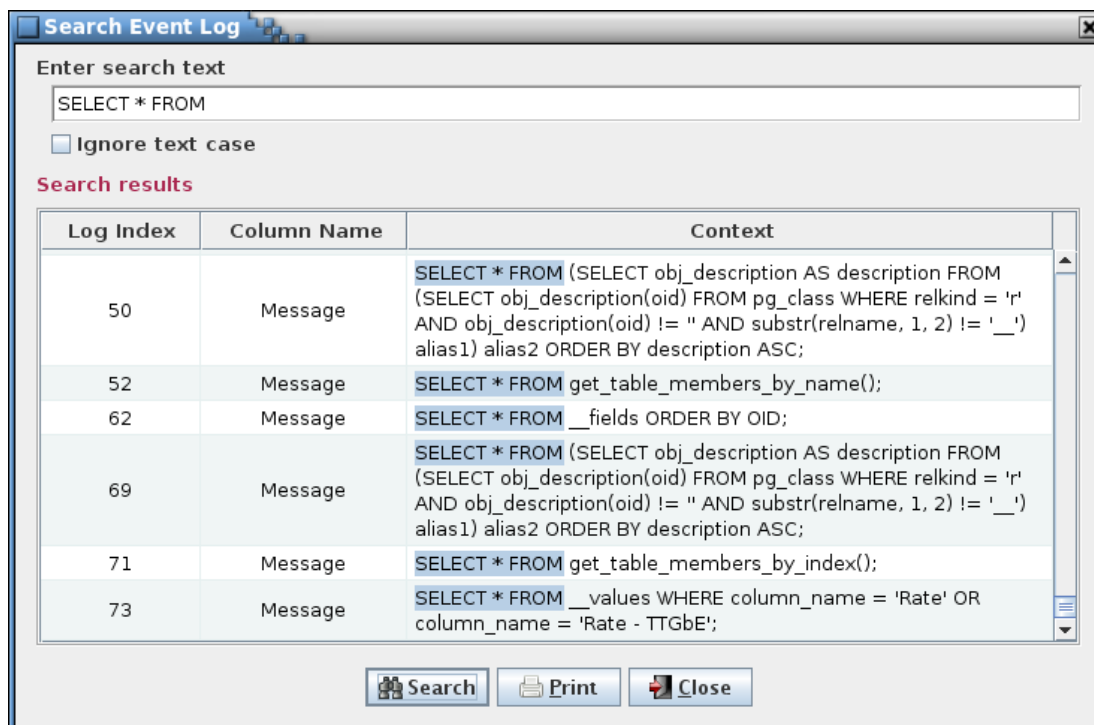 Search Event Log
Enter search text
SELECT * FROM
Ignore text case
Search results
Log Index Column Name Context
50 Message SELECT * FROM (SELECT obj_description AS description FROM
(SELECT obj_description(oid) FROM pg_class WHERE relkind = 'r'
AND obj_description(oid) != '' AND substr(relname, 1, 2) != '__')
alias1) alias2 ORDER BY description ASC;
52 Message SELECT * FROM get_table_members_by_name();
62 Message SELECT * FROM __fields ORDER BY OID;
69 Message SELECT * FROM (SELECT obj_description AS description FROM
(SELECT obj_description(oid) FROM pg_class WHERE relkind = 'r'
AND obj_description(oid) != '' AND substr(relname, 1, 2) != '__')
alias1) alias2 ORDER BY description ASC;
71 Message SELECT * FROM get_table_members_by_index();
73 Message SELECT * FROM __values WHERE column_name = 'Rate' OR
column_name = 'Rate - TTGbE';
Search Print Close